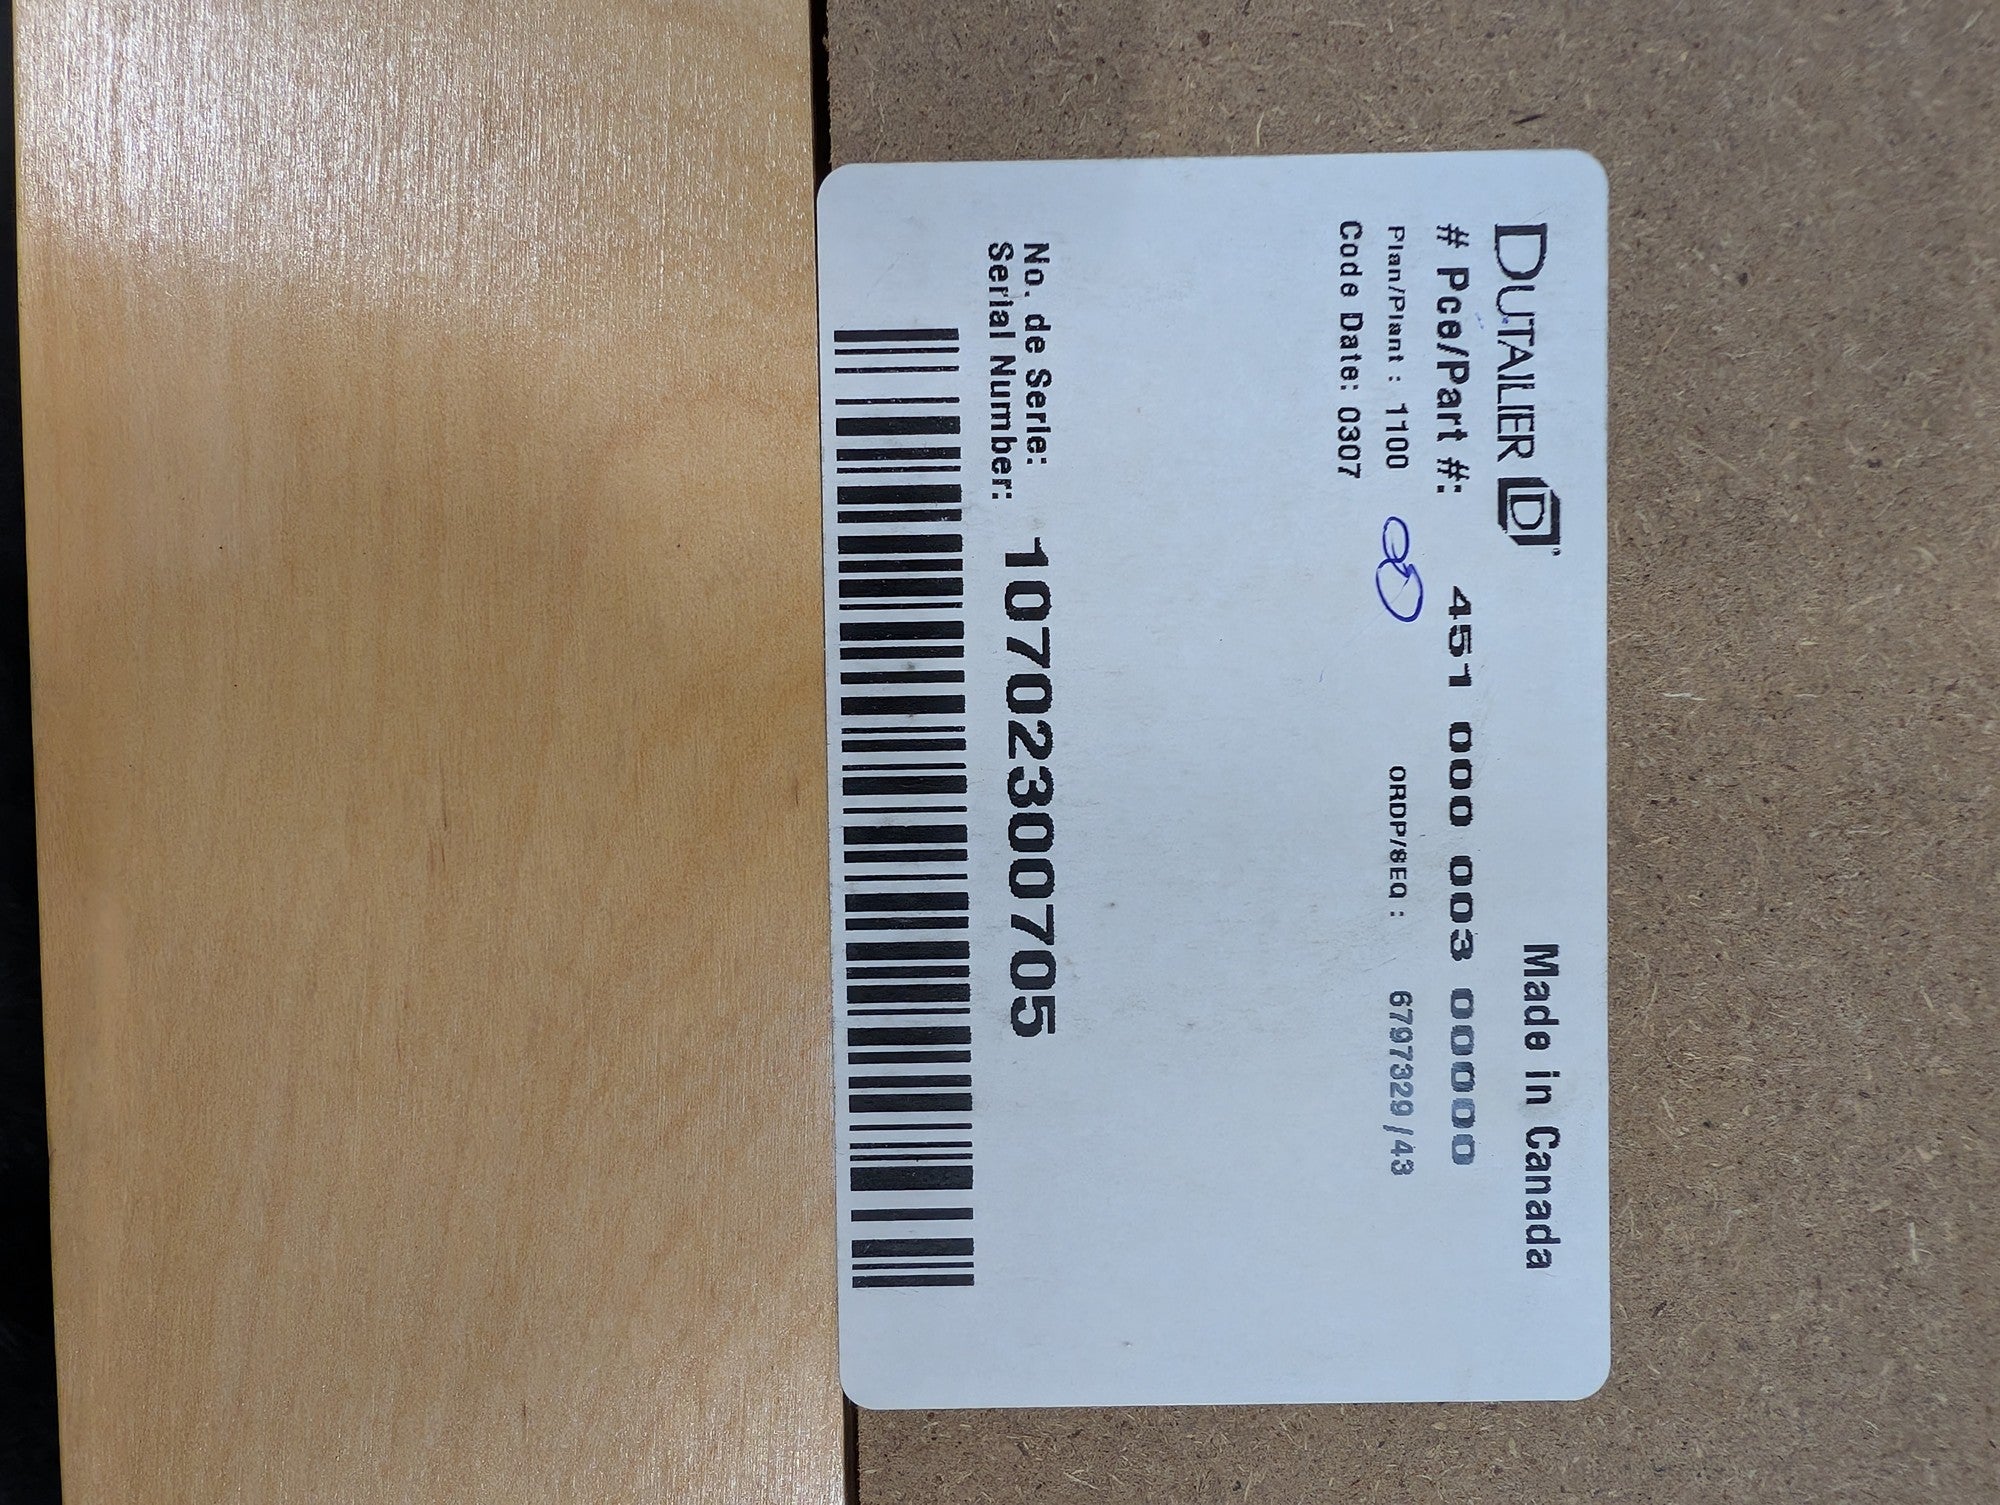 DUTAILIER D®
Made in Canada
# Pce/Part #: 451 000 003 00000
Plan/Plant : 1100 ORDP/SEQ : 6797329/43
Code Date: 0307
No. de Serie:
Serial Number: 10702300705